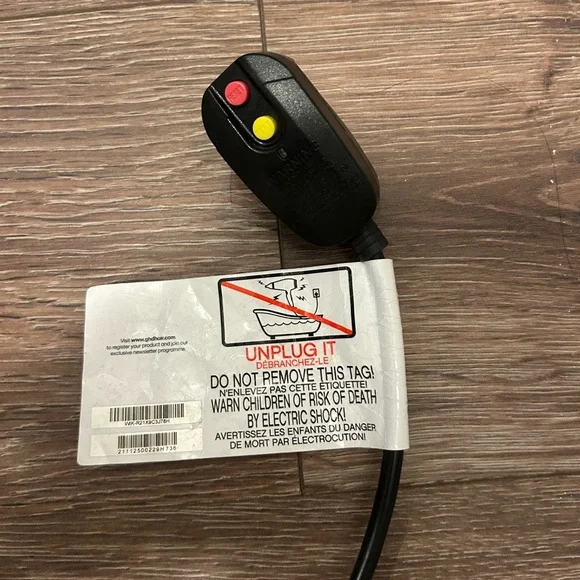 WARNING
Visit www.ghdhair.com
to register your product and join our
exclusive newsletter programme.
UNPLUG IT
DÉBRANCHEZ-LE
DO NOT REMOVE THIS TAG!
N'ENLEVEZ PAS CETTE ÉTIQUETTE!
WARN CHILDREN OF RISK OF DEATH
BY ELECTRIC SHOCK!
AVERTISSEZ LES ENFANTS DU DANGER
DE MORT PAR ÉLECTROCUTION!
21112500229H736